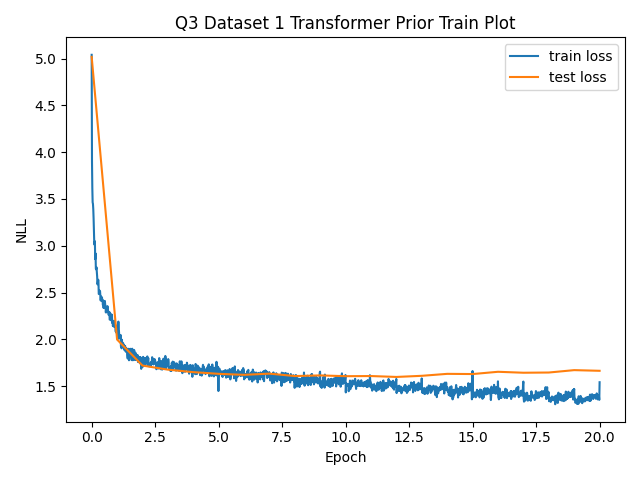 Q3 Dataset 1 Transformer Prior Train Plot
train loss
test loss
NLL
5.0
4.5
4.0
3.5
3.0
2.5
2.0
1.5
0.0 2.5 5.0 7.5 10.0 12.5 15.0 17.5 20.0
Epoch